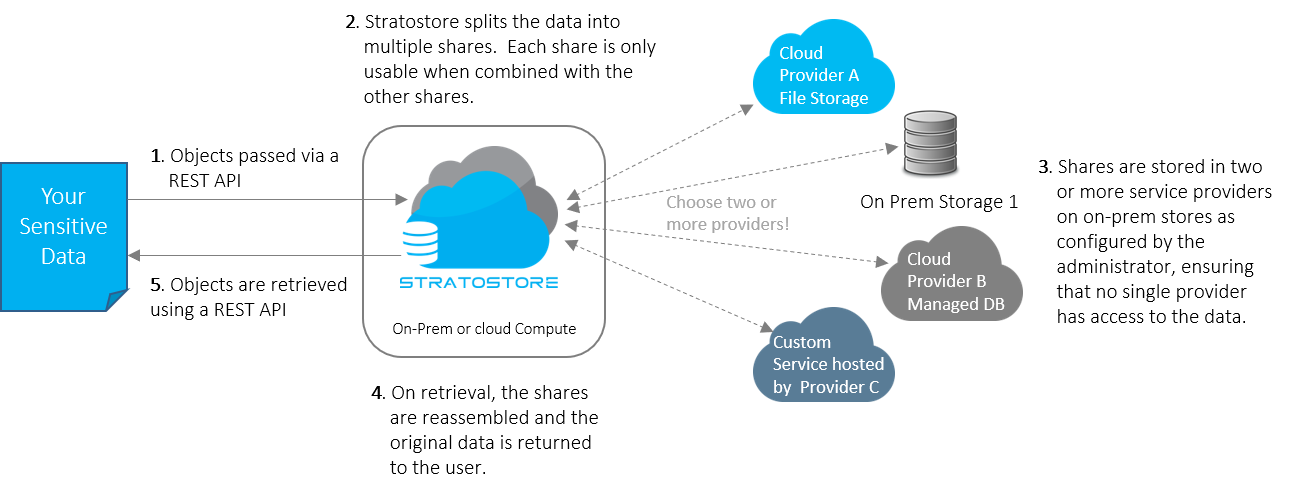 2. Stratostore splits the data into
multiple shares.  Each share is only
usable when combined with the
other shares.
1. Objects passed via a
REST API
Your
Sensitive
Data
5. Objects are retrieved
using a REST API
STRATOSTORE
On-Prem or cloud Compute
4. On retrieval, the shares
are reassembled and the
original data is returned
to the user.
Choose two or
more providers!
Cloud
Provider A
File Storage
On Prem Storage 1
Cloud
Provider B
Managed DB
Custom
Service hosted
by  Provider C
3. Shares are stored in two
or more service providers
on on-prem stores as
configured by the
administrator, ensuring
that no single provider
has access to the data.